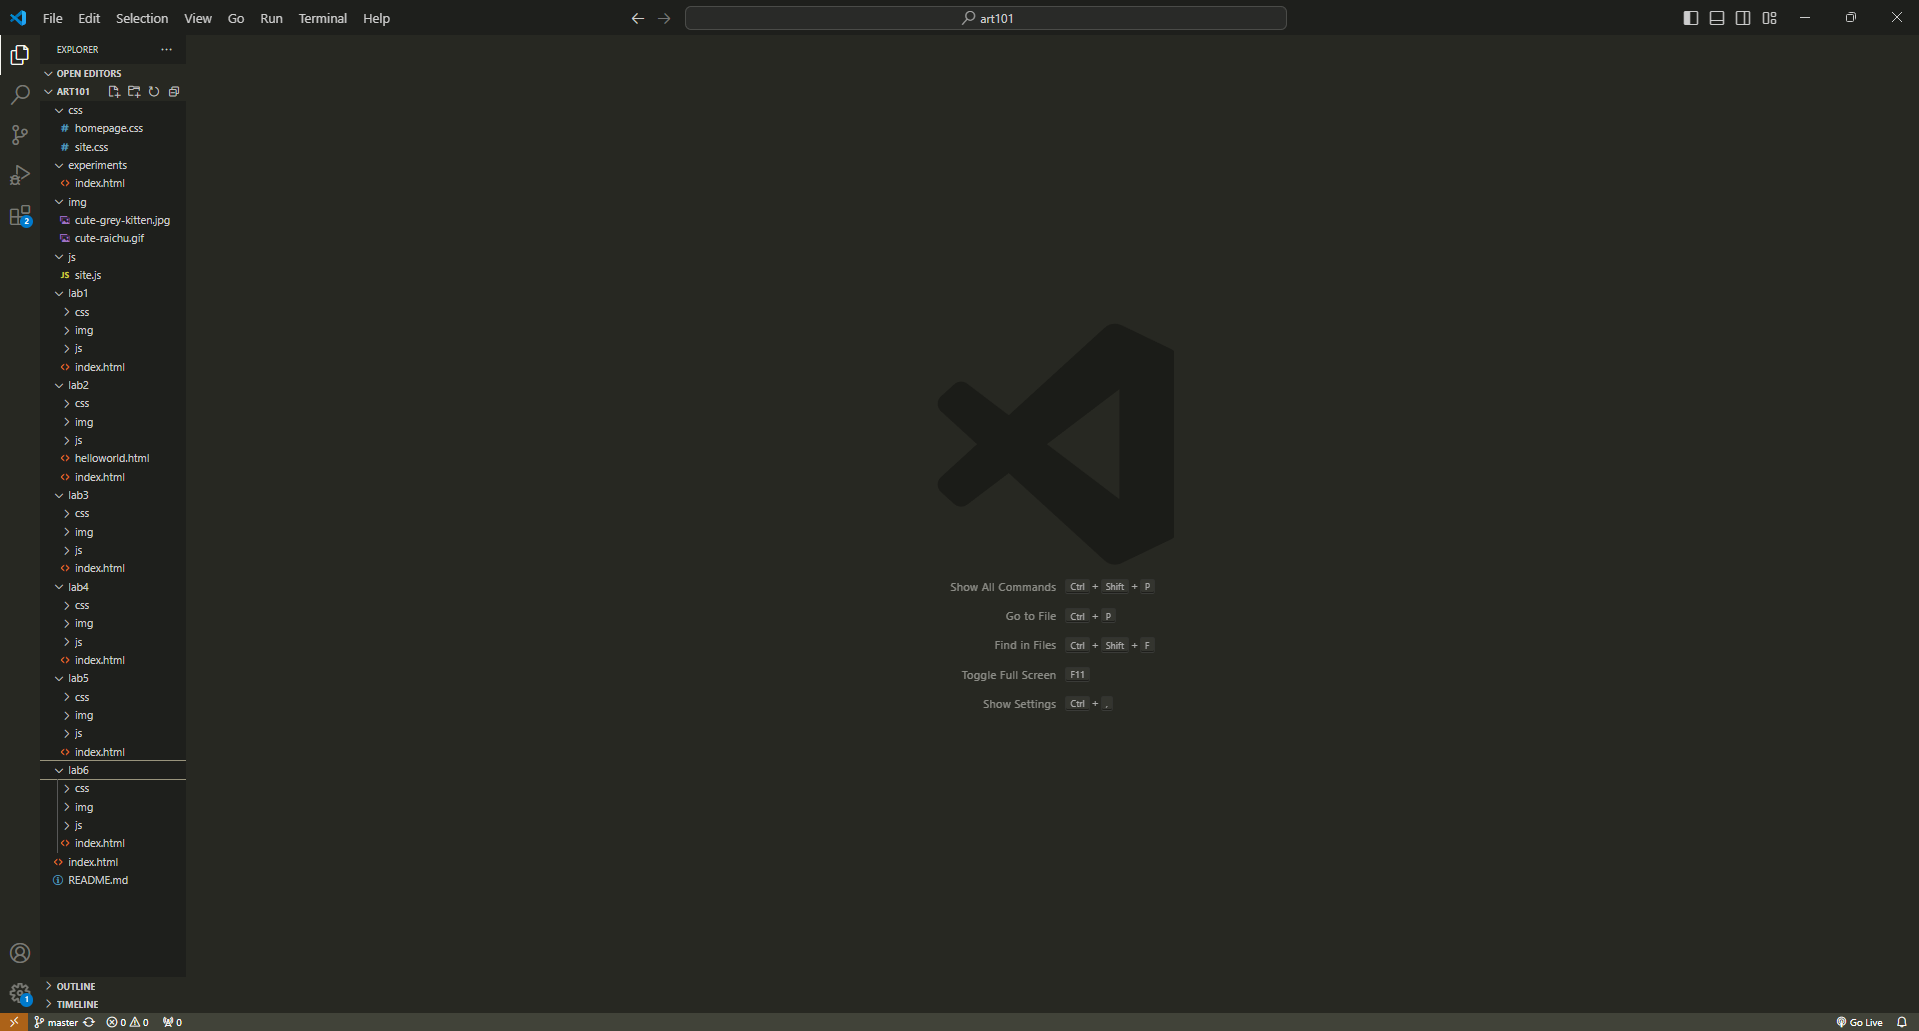 File Edit Selection View Go Run Terminal Help
art101
EXPLORER
OPEN EDITORS
ART101
css
homepage.css
site.css
experiments
index.html
img
cute-grey-kitten.jpg
cute-raichu.gif
js
JS site.js
lab1
css
img
js
index.html
lab2
css
img
js
helloworld.html
index.html
lab3
css
img
js
index.html
lab4
css
img
js
index.html
lab5
css
img
js
index.html
lab6
css
img
js
index.html
index.html
README.md
OUTLINE
TIMELINE
2
1
Show All Commands Ctrl + Shift + P
Go to File Ctrl + P
Find in Files Ctrl + Shift + F
Toggle Full Screen F11
Show Settings Ctrl + .
master 0 0 0 Go Live